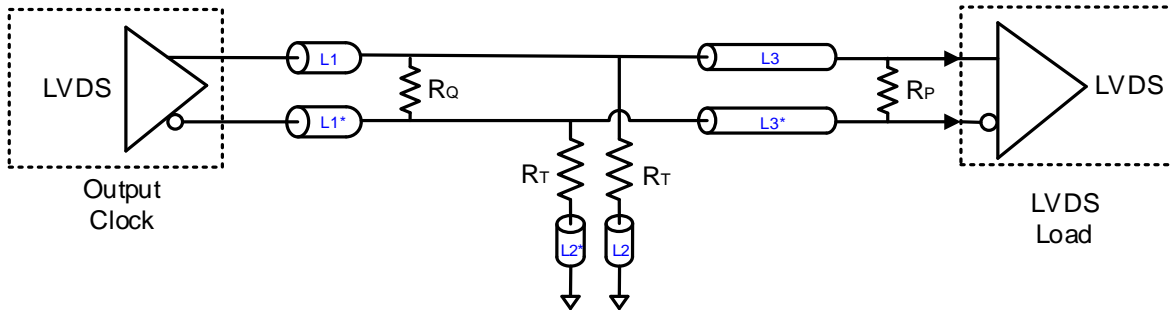 L1
L3
LVDS
RQ
RP
LVDS
L1*
L3*
RT
RT
Output
Clock
LVDS
Load
L2*
L2